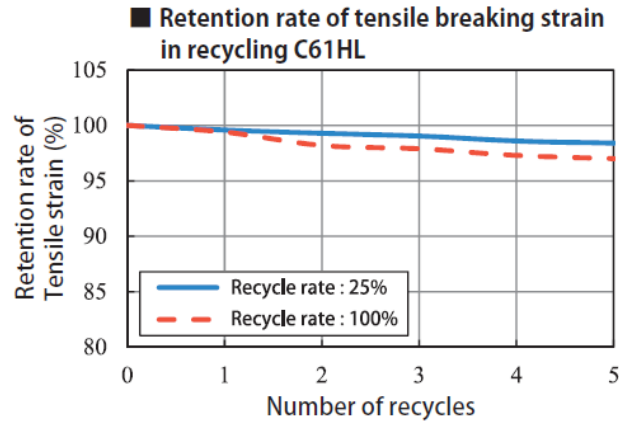 ■ Retention rate of tensile breaking strain
in recycling C61HL
Retention rate of
Tensile strain (%)
105
100
95
90
85
80
Recycle rate : 25%
Recycle rate : 100%
0 1 2 3 4 5
Number of recycles